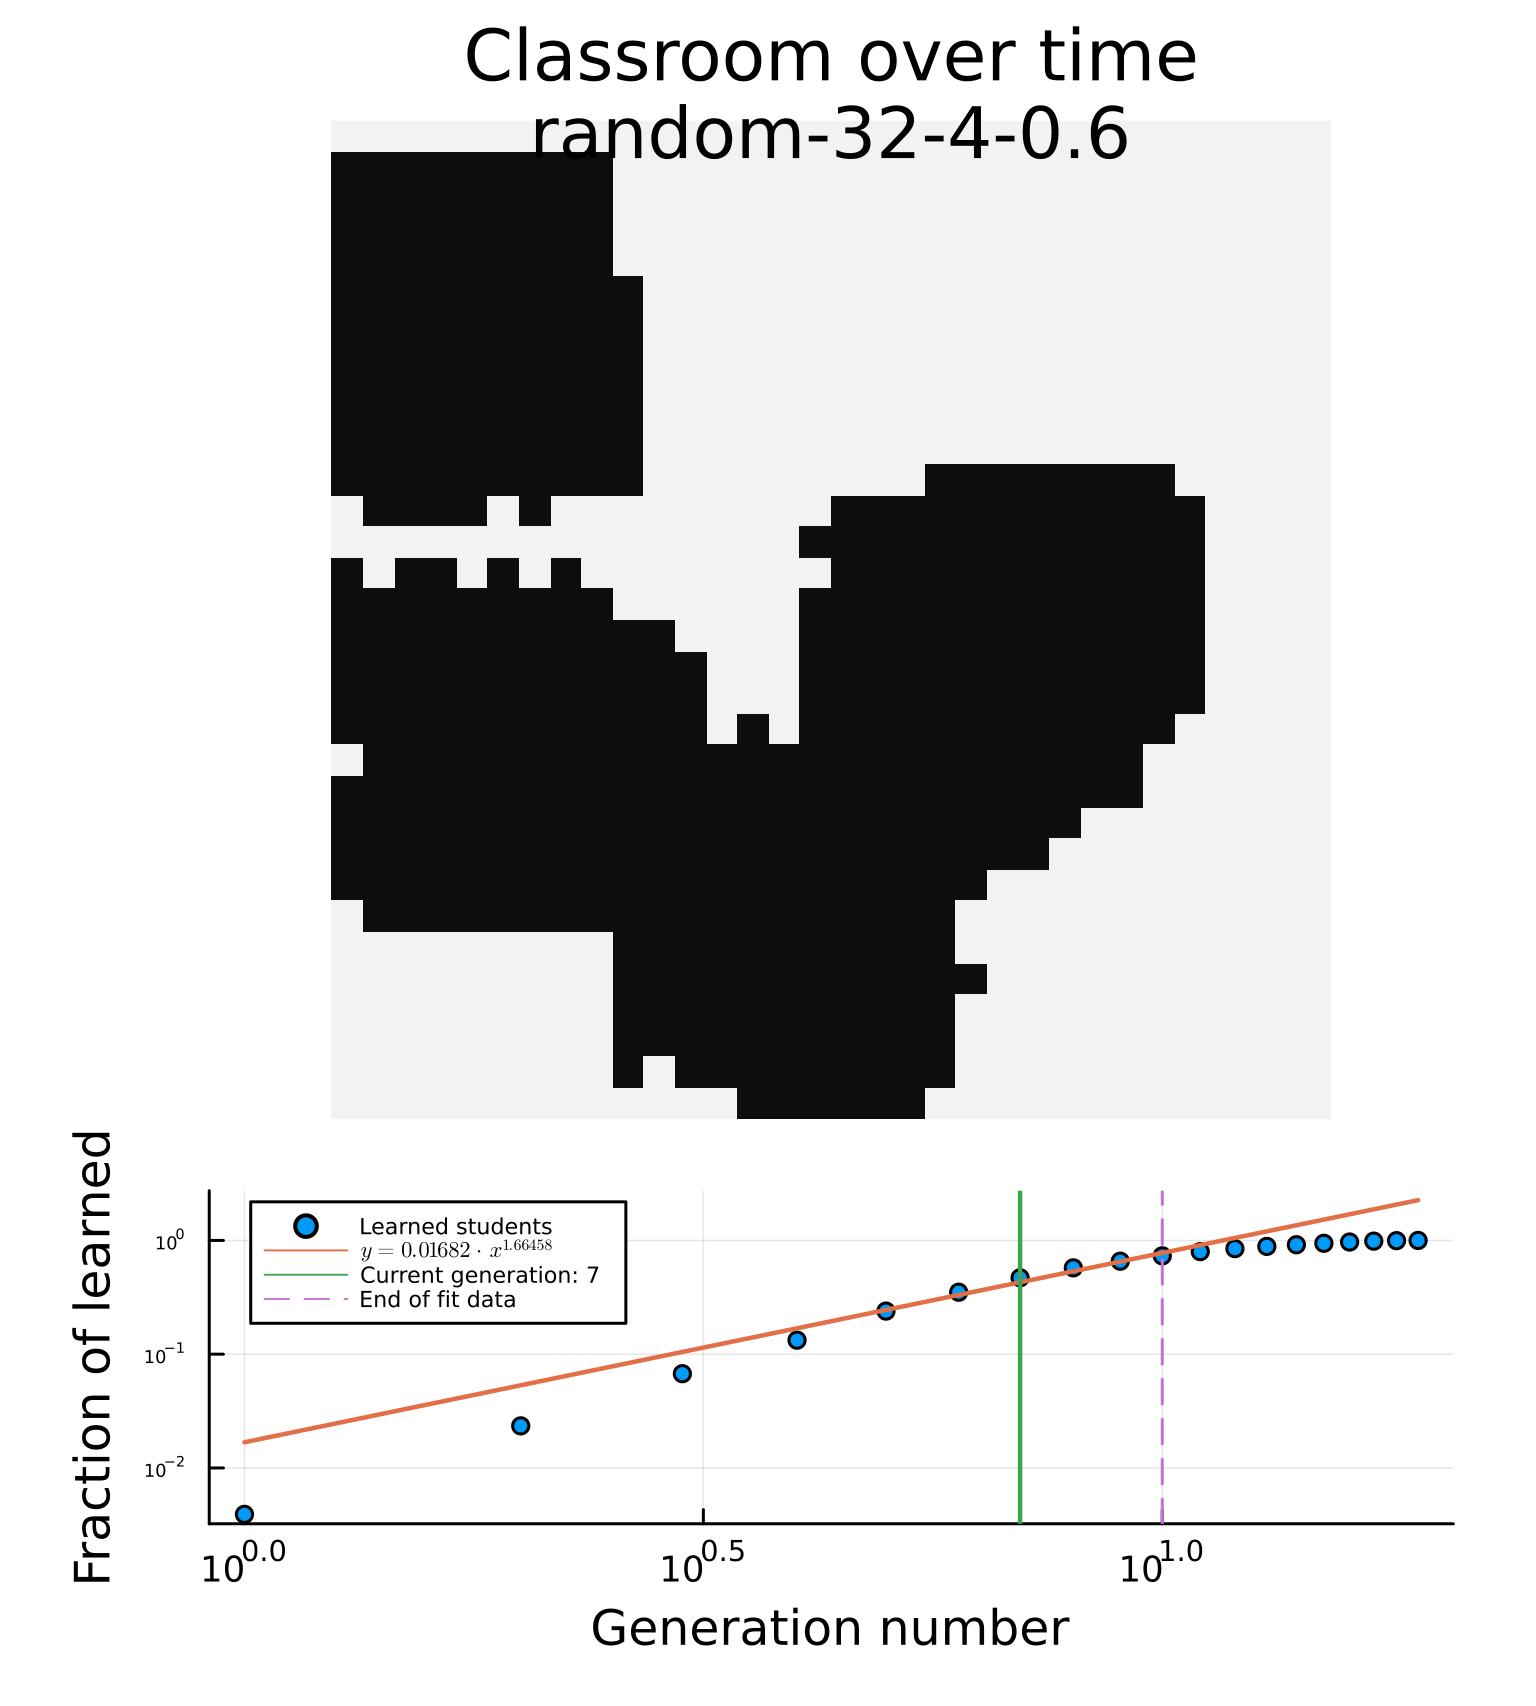 Classroom over time
random-32-4-0.6
Fraction of learned
10⁰
10⁻¹
10⁻²
Learned students
y = 0.01682 · x^1.66458
Current generation: 7
End of fit data
10^0.0
10^0.5
10^1.0
Generation number